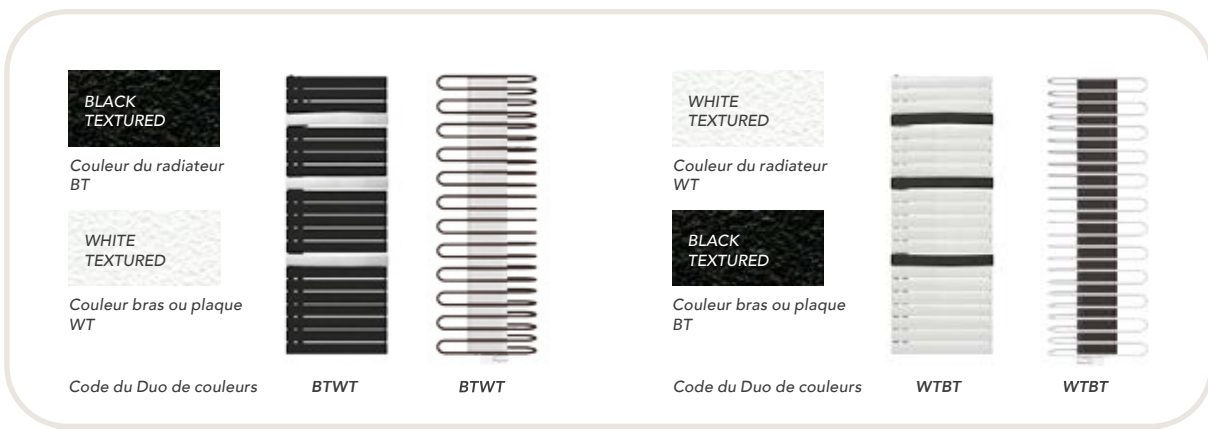 BLACK
TEXTURED
Couleur du radiateur
BT
WHITE
TEXTURED
Couleur bras ou plaque
WT
Code du Duo de couleurs BTWT BTWT
WHITE
TEXTURED
Couleur du radiateur
WT
BLACK
TEXTURED
Couleur bras ou plaque
BT
Code du Duo de couleurs WTBT WTBT